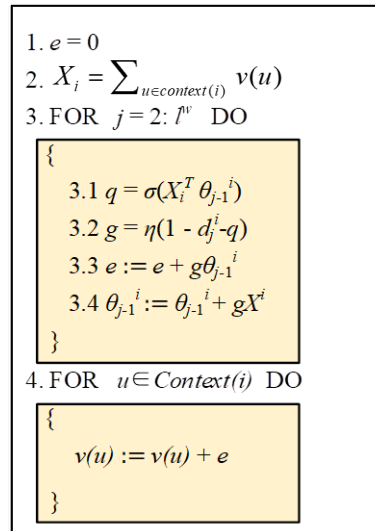 1. e = 0
2. X_i = ∑_{u∈context(i)} v(u)
3. FOR j = 2: l^w DO
{
3.1 q = σ(X_i^T θ_{j-1}^i)
3.2 g = η(1 - d_j^i-q)
3.3 e := e + gθ_{j-1}^i
3.4 θ_{j-1}^i := θ_{j-1}^i + gX^i
}
4. FOR u∈Context(i) DO
{
v(u) := v(u) + e
}